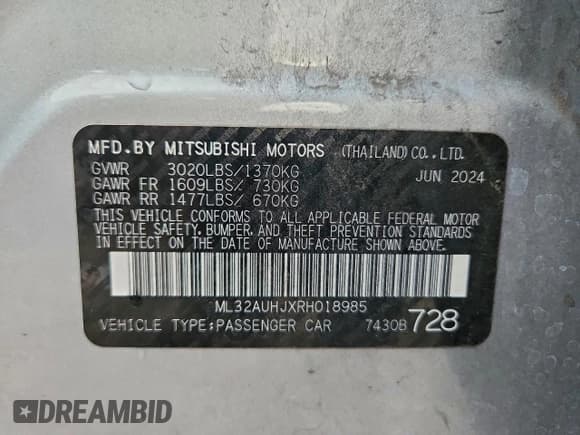 MFD.BY MITSUBISHI MOTORS (THAILAND)CO.,LTD.
GVWR 3020LBS/1370KG JUN 2024
GAWR FR 1609LBS/ 730KG
GAWR RR 1477LBS/ 670KG
THIS VEHICLE CONFORMS TO ALL APPLICABLE FEDERAL MOTOR
VEHICLE SAFETY, BUMPER, AND THEFT PREVENTION STANDARDS
IN EFFECT ON THE DATE OF MANUFACTURE SHOWN ABOVE.
ML32AUHJXRH018985
VEHICLE TYPE:PASSENGER CAR 7430B 728
DREAMBID